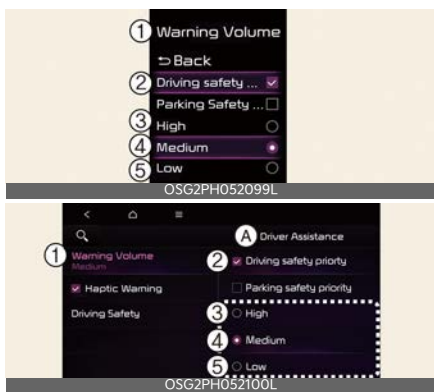 ① Warning Volume
Back
② Driving safety ...
Parking Safety ...
③ High
④ Medium
⑤ Low
OSG2PH052099L
Ⓐ Driver Assistance
① Warning Volume
Medium
② Driving safety priorty
Haptic Warning
Parking safety priority
Driving Safety
③ High
④ Medium
⑤ Low
OSG2PH052100L